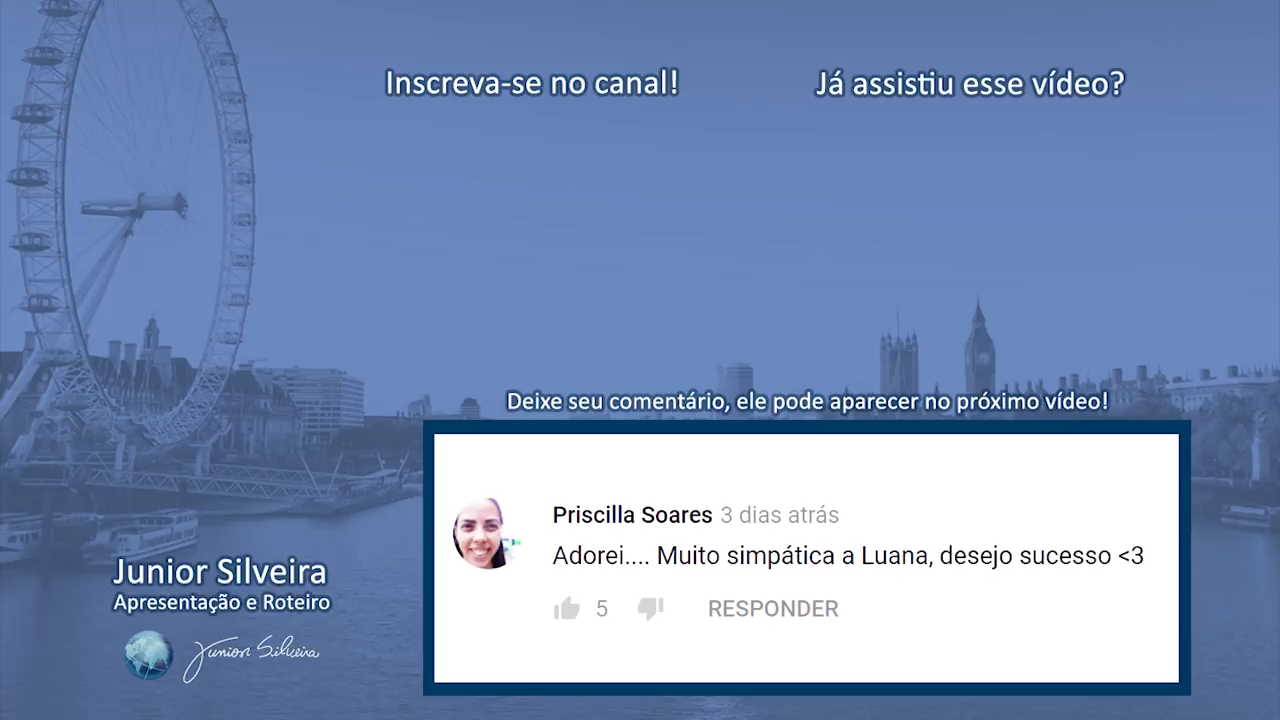 Inscreva-se no canal!
Já assistiu esse vídeo?
Deixe seu comentário, ele pode aparecer no próximo vídeo!
Priscilla Soares 3 dias atrás
Adorei.... Muito simpática a Luana, desejo sucesso <3
5 RESPONDER
Junior Silveira
Apresentação e Roteiro
Junior Silveira